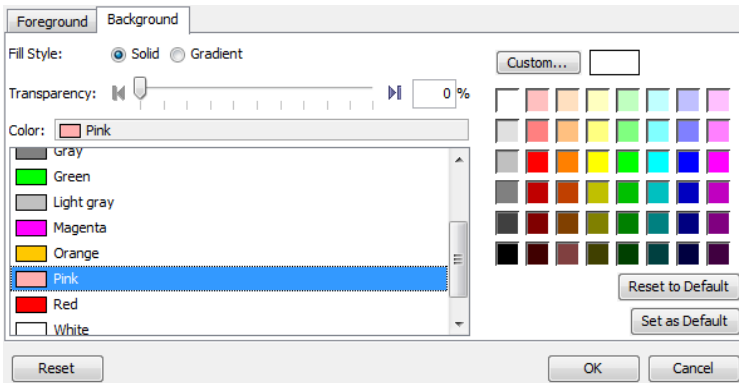 Foreground Background
Fill Style: Solid Gradient
Custom...
Transparency: 0 %
Color: Pink
Gray
Green
Light gray
Magenta
Orange
Pink
Red
White
Reset to Default
Set as Default
Reset OK Cancel